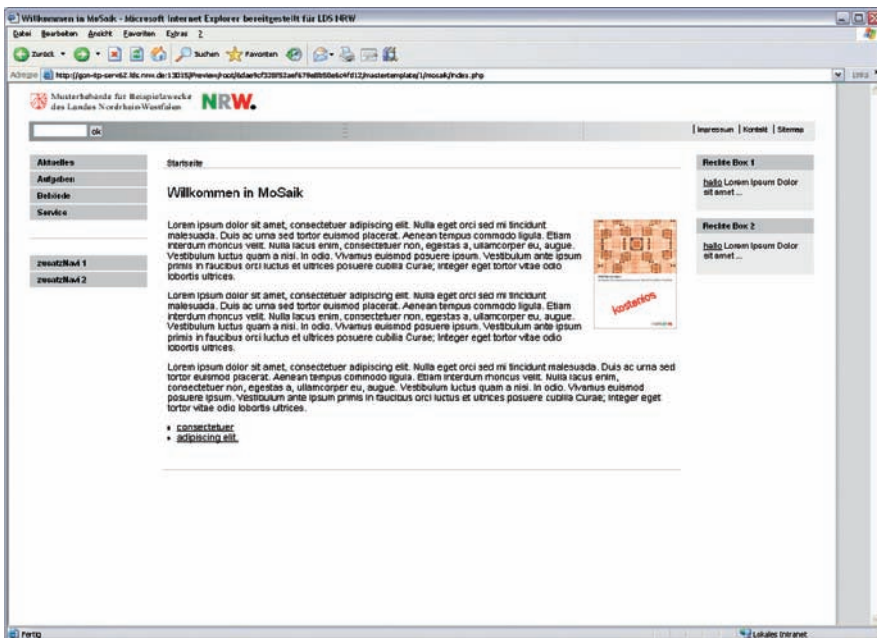 Willkommen in MoSaik - Microsoft Internet Explorer bereitgestellt für LDS NRW
Datei Bearbeiten Ansicht Favoriten Extras ?
Zurück Suchen Favoriten
Adresse
Links
Musterbehörde für Beispielzwecke
des Landes Nordrhein-Westfalen
NRW.
ok
Impressum | Kontakt | Sitemap
Aktuelles
Aufgaben
Behörde
Service
zusatzNavi 1
zusatzNavi 2
Startseite
Willkommen in MoSaik
Lorem ipsum dolor sit amet, consectetuer adipiscing elit. Nulla eget orci sed mi tincidunt
malesuada. Duis ac urna sed tortor euismod placerat. Aenean tempus commodo ligula. Etiam
interdum rhoncus velit. Nulla lacus enim, consectetuer non, egestas a, ullamcorper eu, augue.
Vestibulum luctus quam a nisi. In odio. Vivamus euismod posuere ipsum. Vestibulum ante ipsum
primis in faucibus orci luctus et ultrices posuere cubilia Curae; Integer eget tortor vitae odio
lobortis ultrices.
Lorem ipsum dolor sit amet, consectetuer adipiscing elit. Nulla eget orci sed mi tincidunt
malesuada. Duis ac urna sed tortor euismod placerat. Aenean tempus commodo ligula. Etiam
interdum rhoncus velit. Nulla lacus enim, consectetuer non, egestas a, ullamcorper eu, augue.
Vestibulum luctus quam a nisi. In odio. Vivamus euismod posuere ipsum. Vestibulum ante ipsum
primis in faucibus orci luctus et ultrices posuere cubilia Curae; Integer eget tortor vitae odio
lobortis ultrices.
Lorem ipsum dolor sit amet, consectetuer adipiscing elit. Nulla eget orci sed mi tincidunt malesuada. Duis ac urna sed
tortor euismod placerat. Aenean tempus commodo ligula. Etiam interdum rhoncus velit. Nulla lacus enim,
consectetuer non, egestas a, ullamcorper eu, augue. Vestibulum luctus quam a nisi. In odio. Vivamus euismod
posuere ipsum. Vestibulum ante ipsum primis in faucibus orci luctus et ultrices posuere cubilia Curae; Integer eget
tortor vitae odio lobortis ultrices.
consectetuer
adipiscing elit.
kostenlos
Rechte Box 1
hallo Lorem Ipsum Dolor
sit amet ...
Rechte Box 2
hallo Lorem Ipsum Dolor
sit amet ...
Fertig
Lokales Intranet